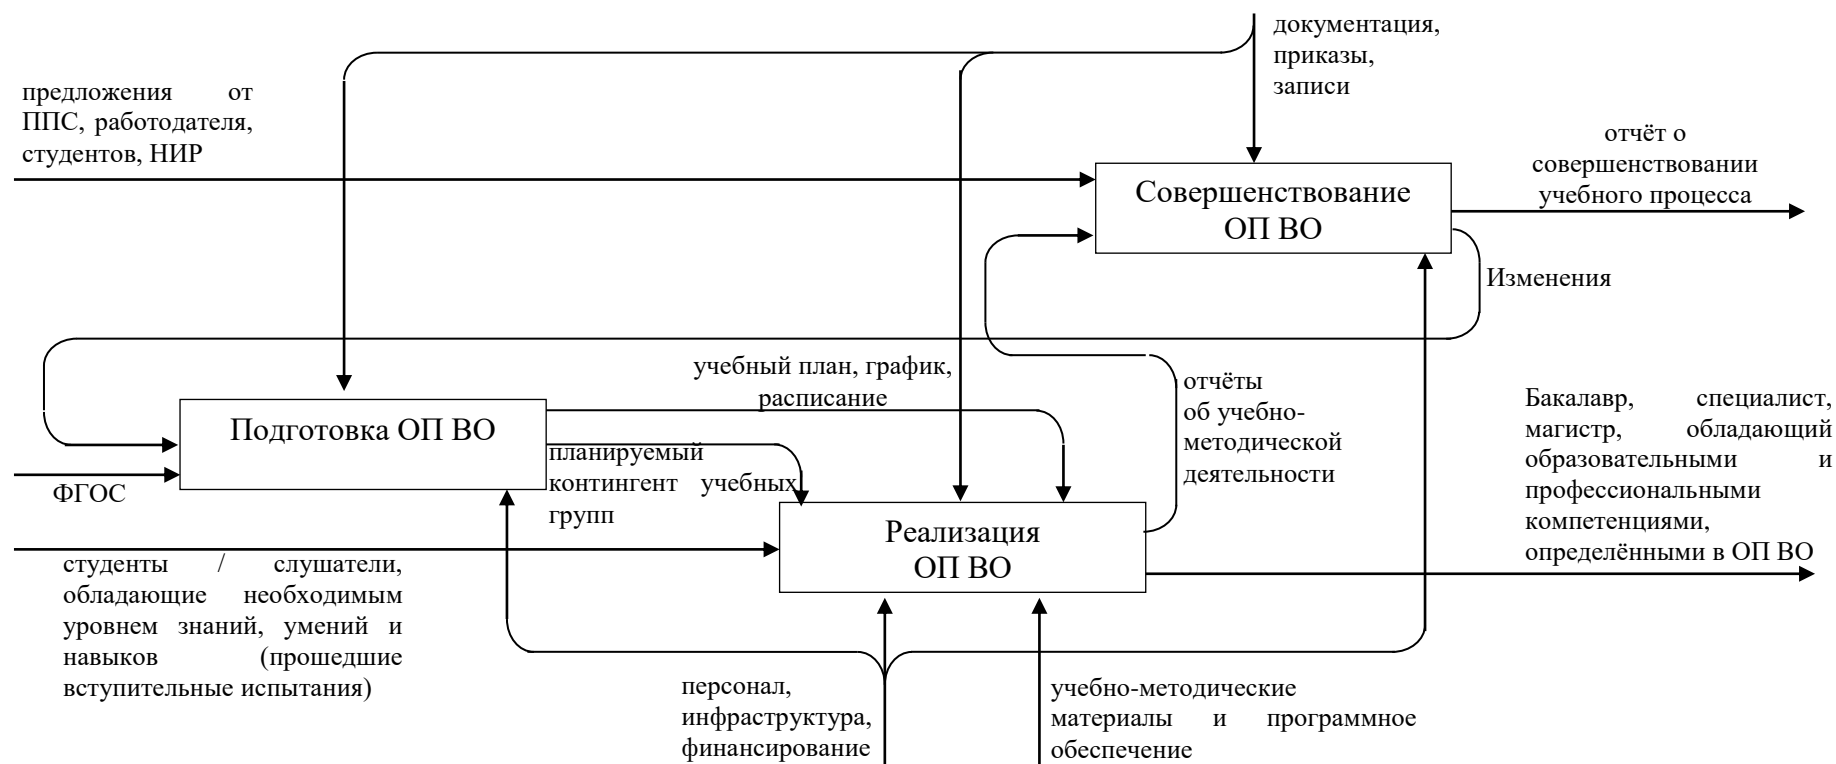 документация,
приказы,
записи
предложения от
ППС, работодателя,
студентов, НИР
отчёт о
совершенствовании
учебного процесса
Совершенствование
ОП ВО
Изменения
учебный план, график,
расписание
отчёты
об учебно-
методической
деятельности
Бакалавр, специалист,
магистр, обладающий
образовательными и
профессиональными
компетенциями,
определёнными в ОП ВО
Подготовка ОП ВО
планируемый
контингент учебных
групп
ФГОС
Реализация
ОП ВО
студенты / слушатели,
обладающие необходимым
уровнем знаний, умений и
навыков (прошедшие
вступительные испытания)
персонал,
инфраструктура,
финансирование
учебно-методические
материалы и программное
обеспечение